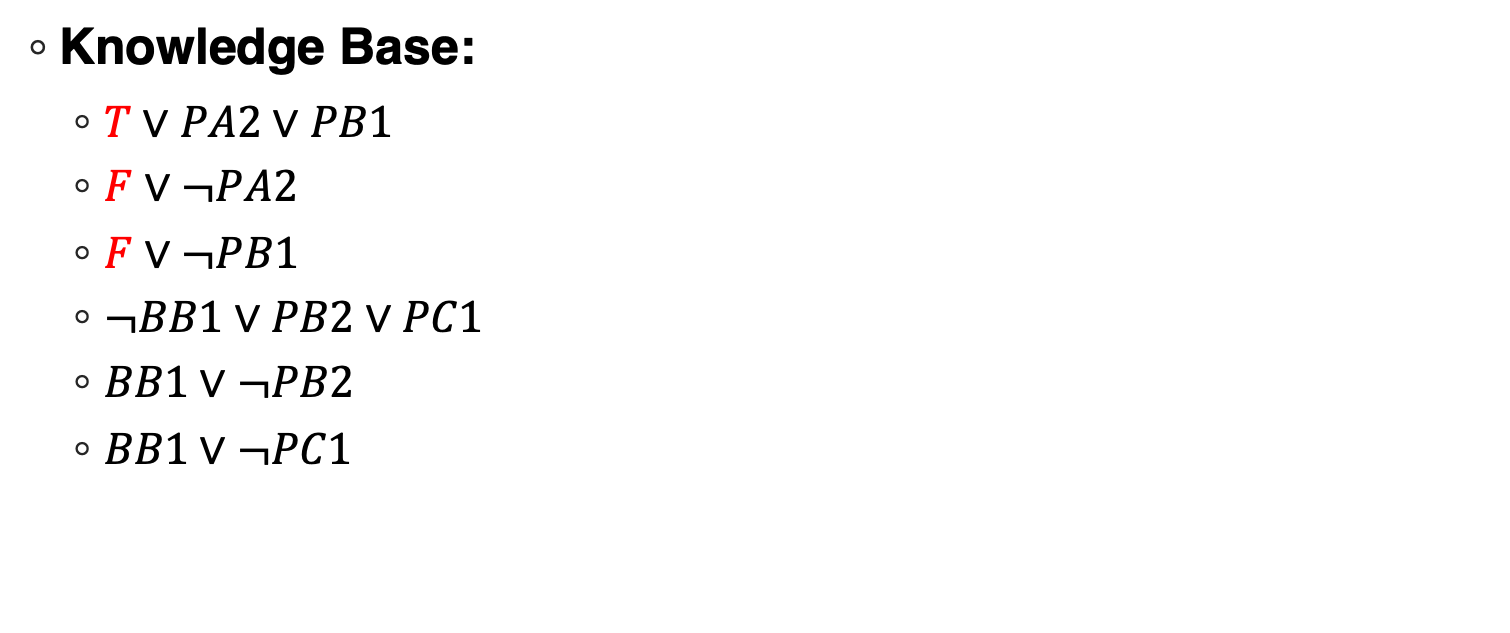 ◦ Knowledge Base:
◦ T ∨ PA2 ∨ PB1
◦ F ∨ ¬PA2
◦ F ∨ ¬PB1
◦ ¬BB1 ∨ PB2 ∨ PC1
◦ BB1 ∨ ¬PB2
◦ BB1 ∨ ¬PC1